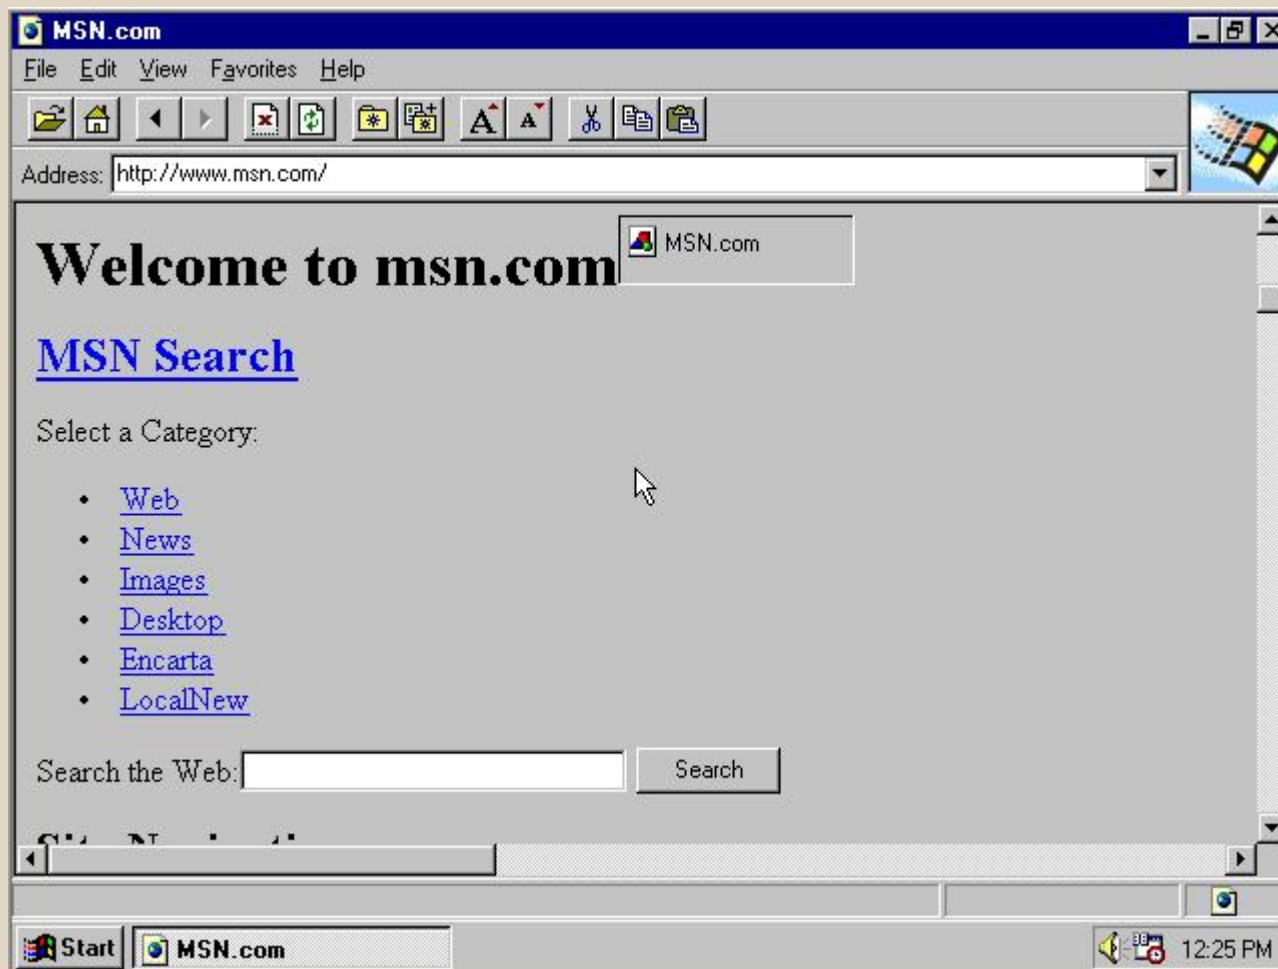 MSN.com
File Edit View Favorites Help
Address: http://www.msn.com/
Welcome to msn.com MSN.com
MSN Search
Select a Category:
• Web
• News
• Images
• Desktop
• Encarta
• LocalNew
Search the Web: Search
Start MSN.com 12:25 PM